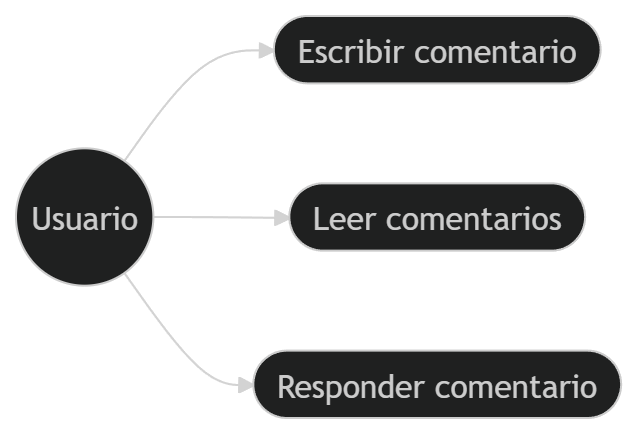 Escribir comentario
Usuario
Leer comentarios
Responder comentario